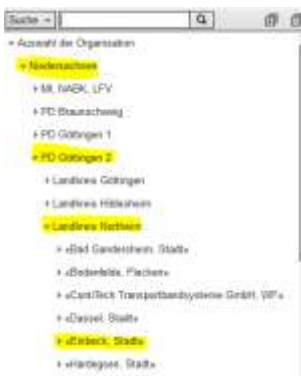 Suche
Auswahl der Organisation
Niedersachsen
MI, NABK, LFV
PD Braunschweig
PD Göttingen 1
PD Göttingen 2
Landkreis Göttingen
Landkreis Hildesheim
Landkreis Northeim
«Bad Gandersheim, Stadt»
«Bodenfelde, Flecken»
«ContiTech Transportbandsysteme GmbH, WF»
«Dassel, Stadt»
«Einbeck, Stadt»
«Hardegsen, Stadt»